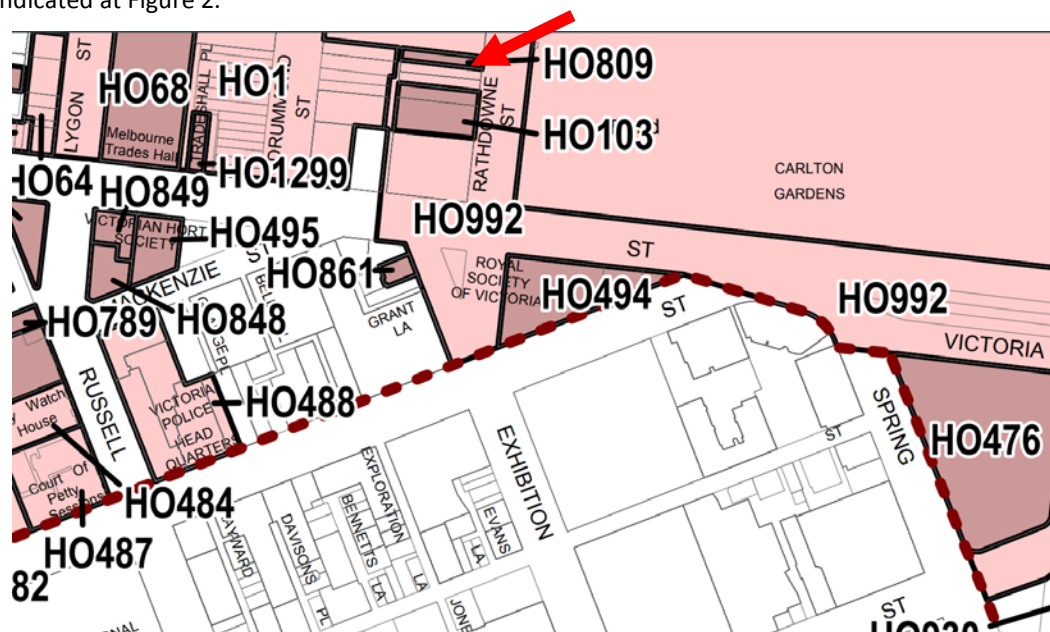 ndicated at Figure 2.
LYGON ST
HO68
TRADESHALL PL
HO1
DRUMMOND ST
RATHDOWNE ST
HO809
HO103
Melbourne
Trades Hall
HO1299
HO64
HO849
CARLTON
GARDENS
VICTORIAN HORT
SOCIETY
HO495
HO992
ST
MACKENZIE
HO861
ROYAL
SOCIETY
OF VICTORIA
HO494
ST
HO992
HO789
HO848
GRANT
LA
VICTORIA
RUSSELL
VICTORIA
POLICE
HEAD
QUARTERS
HO488
SPRING
HO476
Watch
House
Court Of
Petty
Sessions
HO484
HO487
82
EXHIBITION
ST
EXPLORATION
LA
BENNETTS
LA
EVANS
LA
DAVISONS
PL
ST